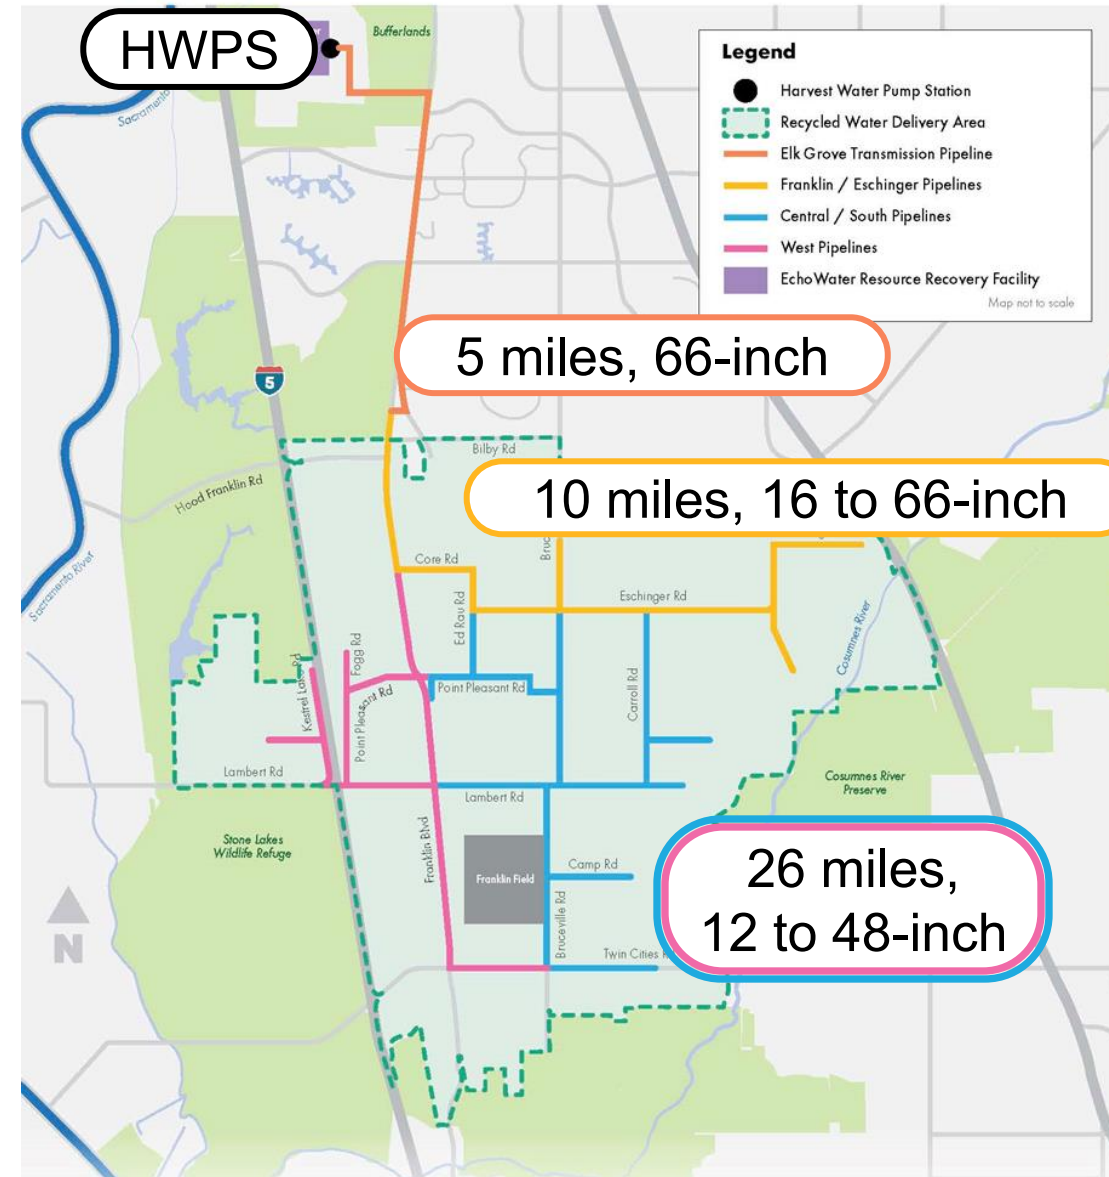 HWPS
Bufferlands
Sacramento
Legend
Harvest Water Pump Station
Recycled Water Delivery Area
Elk Grove Transmission Pipeline
Franklin / Eschinger Pipelines
Central / South Pipelines
West Pipelines
EchoWater Resource Recovery Facility
Map not to scale
5 miles, 66-inch
5
Bilby Rd
Hood Franklin Rd
10 miles, 16 to 66-inch
Sacramento River
Core Rd
Ed Rau Rd
Eschinger Rd
Cosumnes River
Kestrel Lake Rd
Fogg Rd
Point Pleasant Rd
Point Pleasant Rd
Carroll Rd
Lambert Rd
Lambert Rd
Cosumnes River
Preserve
Stone Lakes
Wildlife Refuge
Franklin Blvd
Franklin Field
Camp Rd
Bruceville Rd
Twin Cities
26 miles,
12 to 48-inch
N